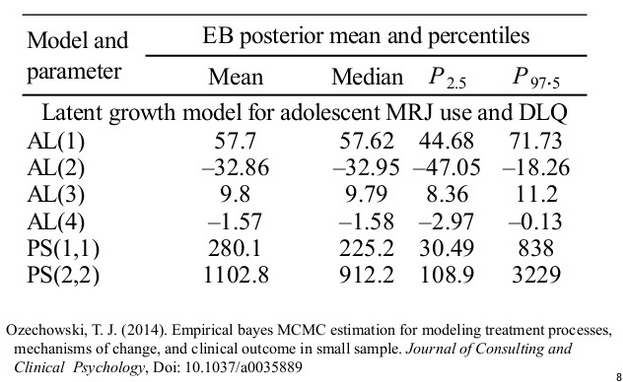 Model and parameter EB posterior mean and percentiles
Mean Median P2.5 P97·5
Latent growth model for adolescent MRJ use and DLQ
AL(1) 57.7 57.62 44.68 71.73
AL(2) –32.86 –32.95 –47.05 –18.26
AL(3) 9.8 9.79 8.36 11.2
AL(4) –1.57 –1.58 –2.97 –0.13
PS(1,1) 280.1 225.2 30.49 838
PS(2,2) 1102.8 912.2 108.9 3229
Ozechowski, T. J. (2014). Empirical bayes MCMC estimation for modeling treatment processes,
mechanisms of change, and clinical outcome in small sample. Journal of Consulting and
Clinical Psychology, Doi: 10.1037/a0035889
8